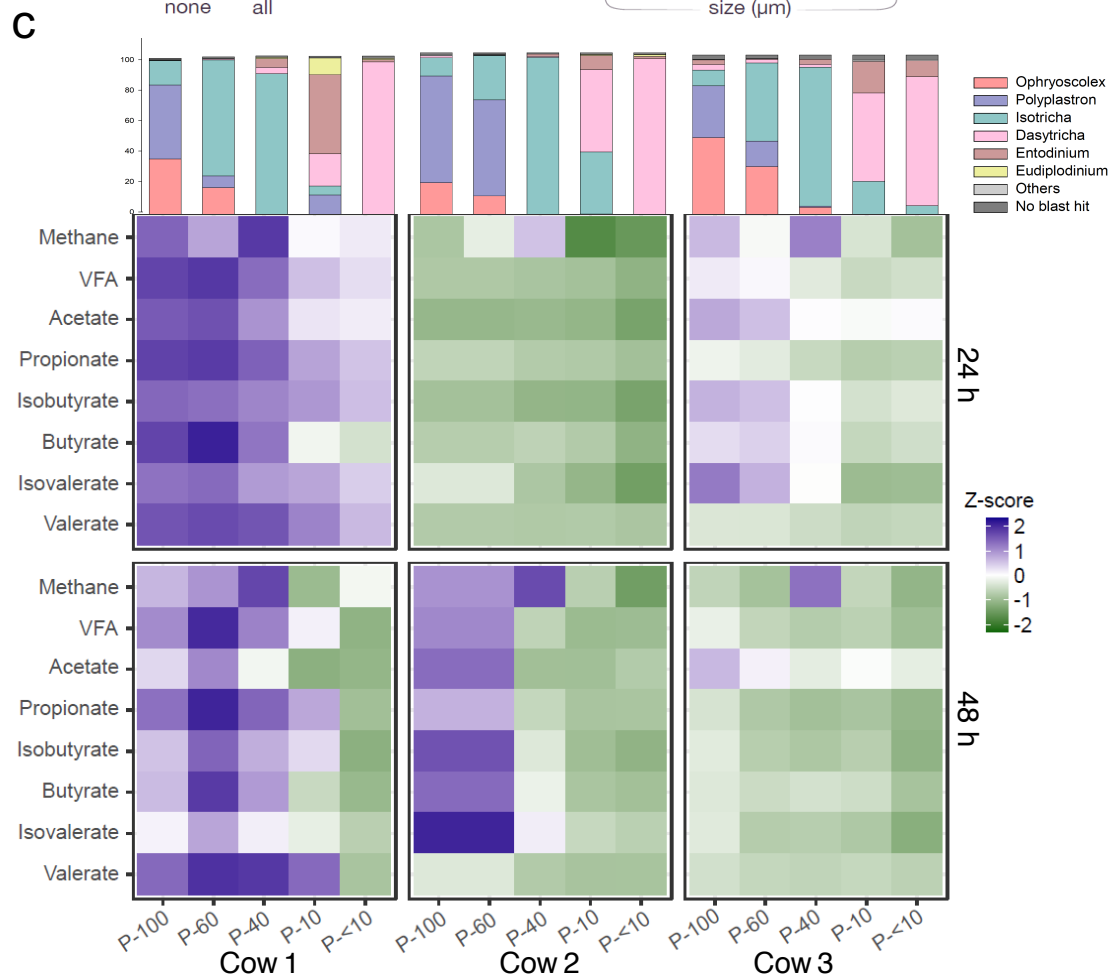 none all size (µm)
C
100
80
60
40
20
0
Ophryoscolex
Polyplastron
Isotricha
Dasytricha
Entodinium
Eudiplodinium
Others
No blast hit
Methane
VFA
Acetate
Propionate
Isobutyrate
Butyrate
Isovalerate
Valerate
24 h
Z-score
2
1
0
-1
-2
Methane
VFA
Acetate
Propionate
Isobutyrate
Butyrate
Isovalerate
Valerate
48 h
P-100 P-60 P-40 P-10 P-<10 P-100 P-60 P-40 P-10 P-<10 P-100 P-60 P-40 P-10 P-<10
Cow 1 Cow 2 Cow 3